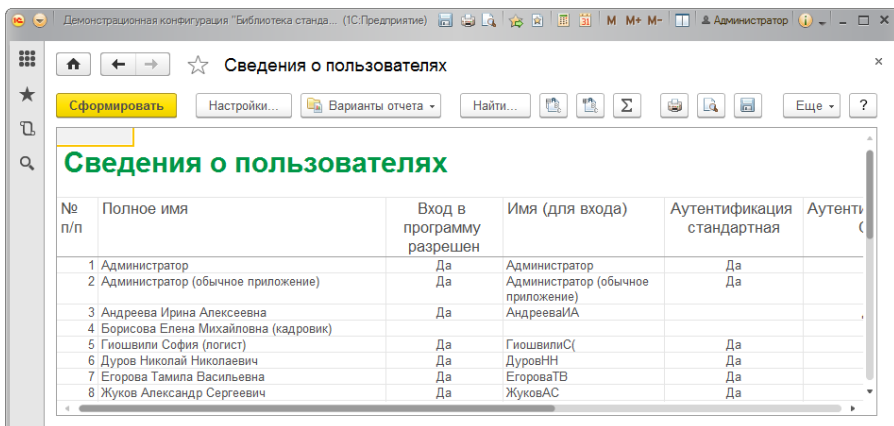 Демонстрационная конфигурация "Библиотека станда... (1С:Предприятие) M M+ M- Администратор
Сведения о пользователях
Сформировать Настройки... Варианты отчета Найти... Σ Еще ?
Сведения о пользователях
№ п/п Полное имя Вход в программу разрешен Имя (для входа) Аутентификация стандартная Аутенти
1 Администратор Да Администратор Да
2 Администратор (обычное приложение) Да Администратор (обычное приложение) Да
3 Андреева Ирина Алексеевна Да АндрееваИА
4 Борисова Елена Михайловна (кадровик)
5 Гиошвили София (логист) Да ГиошвилиС( Да
6 Дуров Николай Николаевич Да ДуровНН Да
7 Егорова Тамила Васильевна Да ЕгороваТВ Да
8 Жуков Александр Сергеевич Да ЖуковАС Да